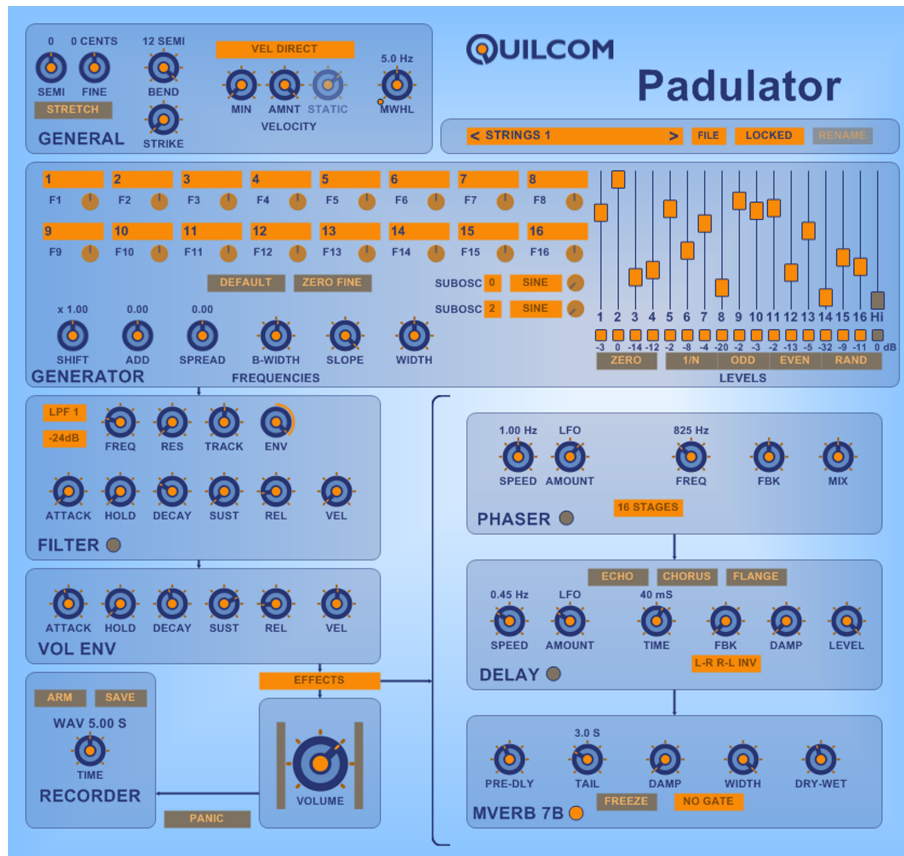 QUILCOM
Padulator
0 0 CENTS 12 SEMI
SEMI FINE BEND
STRETCH
STRIKE
GENERAL
VEL DIRECT
MIN AMNT STATIC
VELOCITY
5.0 Hz
MWHL
< STRINGS 1 > FILE LOCKED RENAME
1 2 3 4 5 6 7 8
F1 F2 F3 F4 F5 F6 F7 F8
9 10 11 12 13 14 15 16
F9 F10 F11 F12 F13 F14 F15 F16
DEFAULT ZERO FINE
SUBOSC 0 SINE
SUBOSC 2 SINE
x 1.00 0.00 0.00
SHIFT ADD SPREAD B-WIDTH SLOPE WIDTH
GENERATOR FREQUENCIES
1 2 3 4 5 6 7 8 9 10 11 12 13 14 15 16 Hi
-3 0 -14 -12 -2 -8 -4 -20 -2 -3 -2 -13 -5 -32 -9 -11 0 dB
ZERO 1/N ODD EVEN RAND
LEVELS
LPF 1
-24dB
FREQ RES TRACK ENV
ATTACK HOLD DECAY SUST REL VEL
FILTER
ATTACK HOLD DECAY SUST REL VEL
VOL ENV
EFFECTS
ARM SAVE
WAV 5.00 S
TIME
RECORDER
VOLUME
PANIC
1.00 Hz LFO 825 Hz
SPEED AMOUNT FREQ FBK MIX
16 STAGES
PHASER
ECHO CHORUS FLANGE
0.45 Hz LFO 40 mS
SPEED AMOUNT TIME FBK DAMP LEVEL
L-R R-L INV
DELAY
3.0 S
PRE-DLY TAIL DAMP WIDTH DRY-WET
FREEZE NO GATE
MVERB 7B